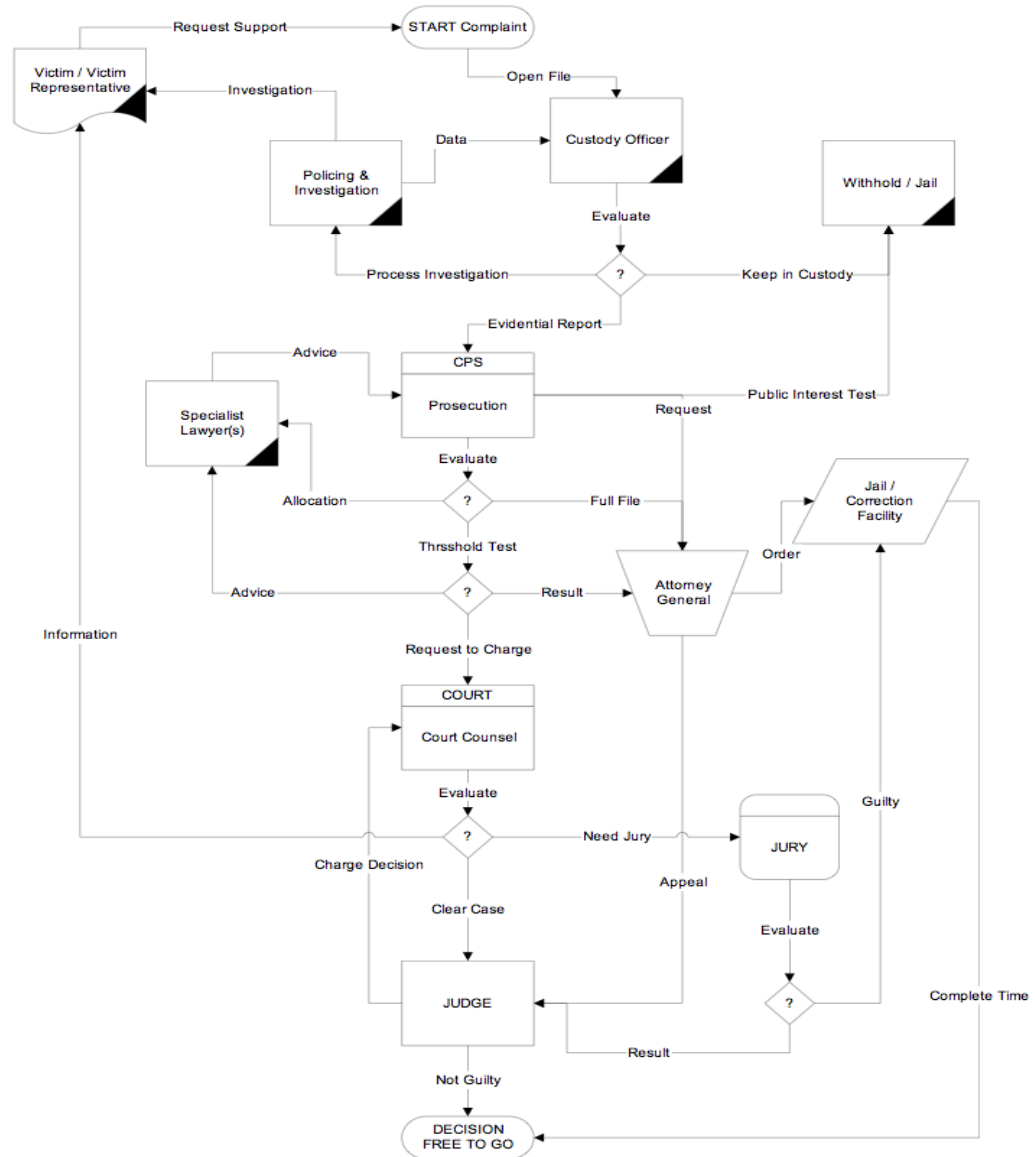 Request Support
START Complaint
Victim / Victim
Representative
Open File
Investigation
Custody Officer
Data
Policing &
Investigation
Withhold / Jail
Evaluate
Process Investigation
?
Keep in Custody
Evidential Report
Advice
CPS
Prosecution
Public Interest Test
Request
Specialist
Lawyer(s)
Evaluate
Allocation
?
Full File
Jail /
Correction
Facility
Thrsshold Test
Order
Advice
?
Result
Attorney
General
Information
Request to Charge
COURT
Court Counsel
Evaluate
Guilty
?
Need Jury
JURY
Charge Decision
Appeal
Clear Case
Evaluate
JUDGE
?
Complete Time
Result
Not Guilty
DECISION
FREE TO GO